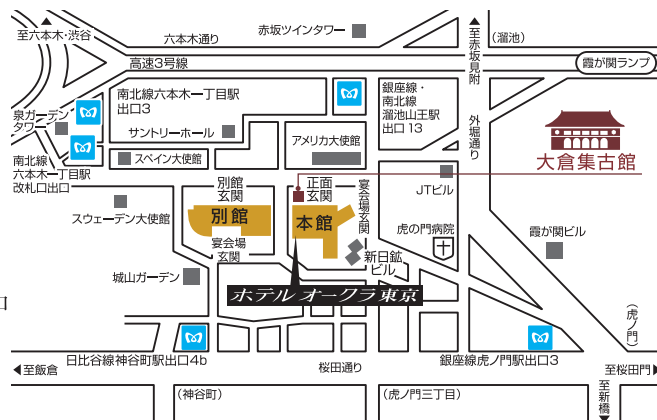 至六本木・渋谷
六本木通り
赤坂ツインタワー
至赤坂見附
(溜池)
高速3号線
霞が関ランプ
南北線六本木一丁目駅
出口3
銀座線・
南北線
溜池山王駅
出口13
泉ガーデン
タワー
サントリーホール
アメリカ大使館
外堀通り
大倉集古館
南北線
六本木一丁目駅
改札口出口
スペイン大使館
別館
玄関
正面
玄関
宴会場玄関
JTビル
スウェーデン大使館
別館
本館
虎の門病院
霞が関ビル
宴会場
玄関
新日鉱
ビル
城山ガーデン
ホテル オークラ東京
口
(虎ノ門)
日比谷線神谷町駅出口4b
桜田通り
銀座線虎ノ門駅出口3
至飯倉
至桜田門
(神谷町)
(虎ノ門三丁目)
至新橋